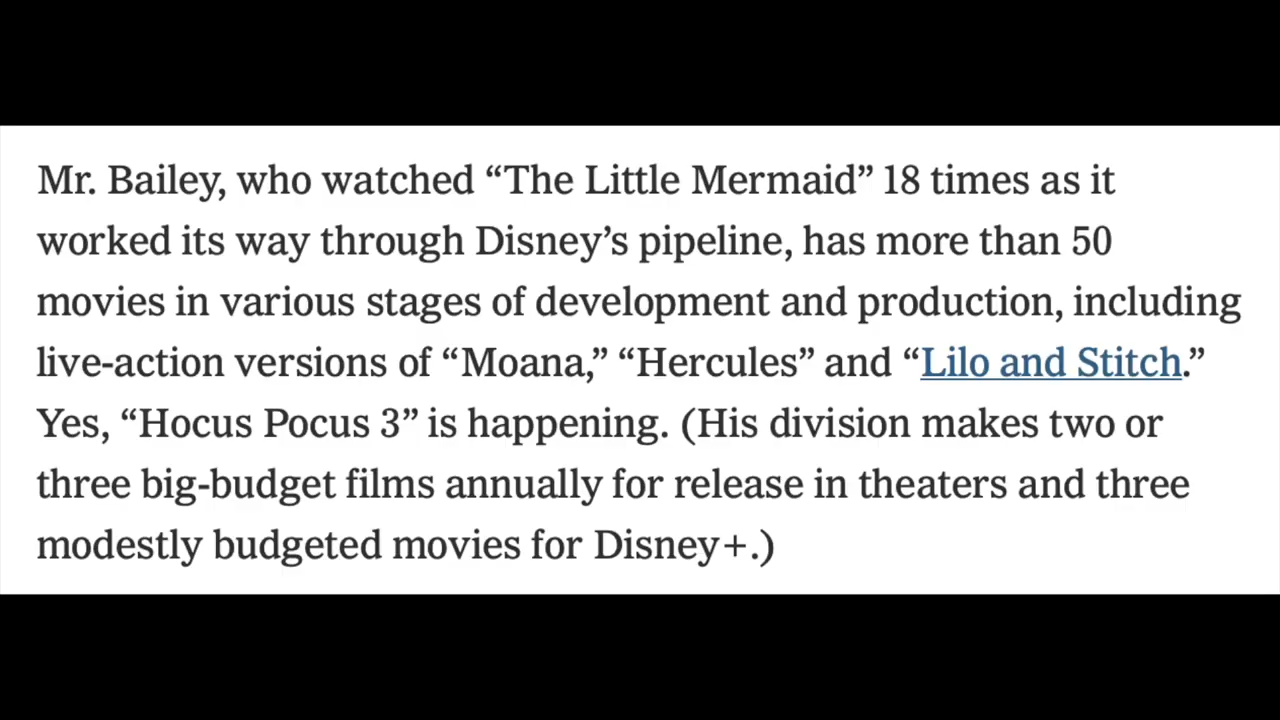 Mr. Bailey, who watched “The Little Mermaid” 18 times as it
worked its way through Disney’s pipeline, has more than 50
movies in various stages of development and production, including
live-action versions of “Moana,” “Hercules” and “Lilo and Stitch.”
Yes, “Hocus Pocus 3” is happening. (His division makes two or
three big-budget films annually for release in theaters and three
modestly budgeted movies for Disney+.)